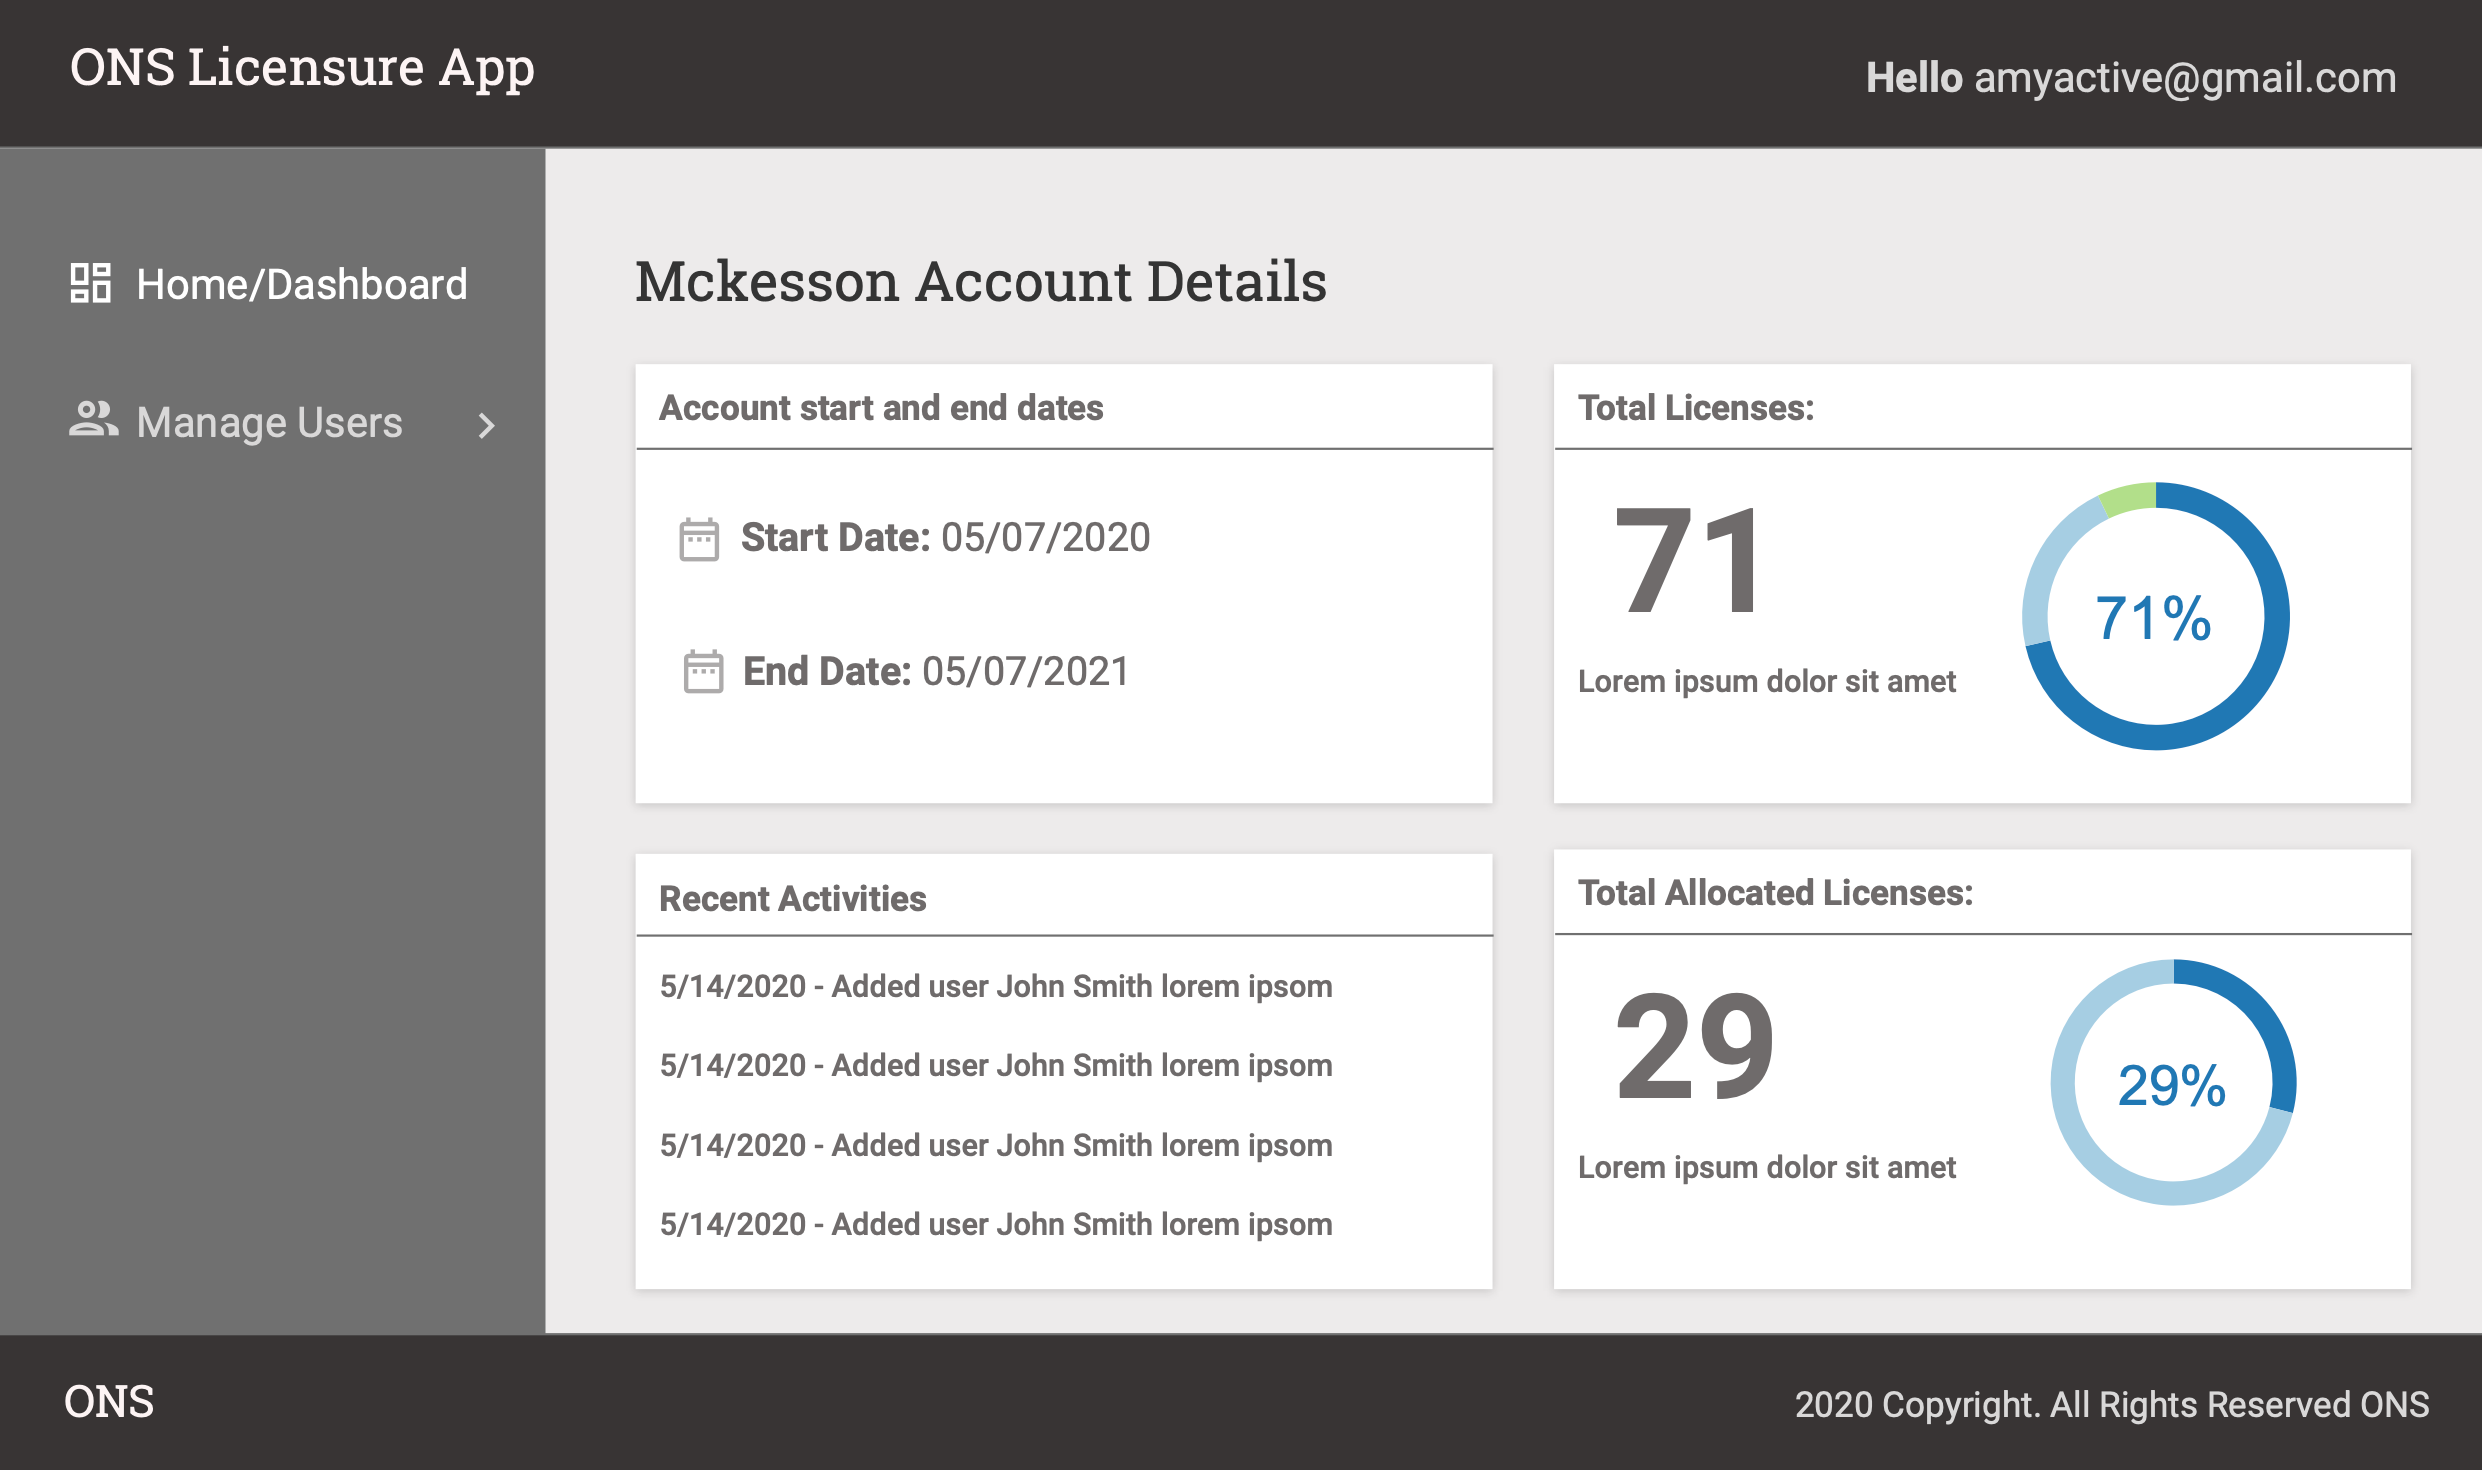 ONS Licensure App
Hello amyactive@gmail.com
Home/Dashboard
Manage Users
Mckesson Account Details
Account start and end dates
Start Date: 05/07/2020
End Date: 05/07/2021
Total Licenses:
71
Lorem ipsum dolor sit amet
71%
Recent Activities
5/14/2020 - Added user John Smith lorem ipsom
5/14/2020 - Added user John Smith lorem ipsom
5/14/2020 - Added user John Smith lorem ipsom
5/14/2020 - Added user John Smith lorem ipsom
Total Allocated Licenses:
29
Lorem ipsum dolor sit amet
29%
ONS
2020 Copyright. All Rights Reserved ONS